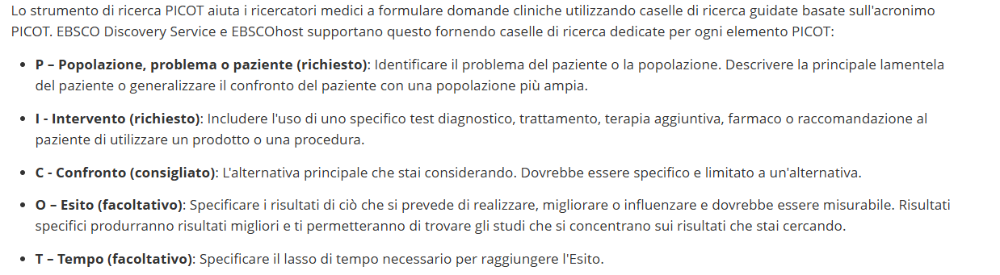 Lo strumento di ricerca PICOT aiuta i ricercatori medici a formulare domande cliniche utilizzando caselle di ricerca guidate basate sull'acronimo
PICOT. EBSCO Discovery Service e EBSCOhost supportano questo fornendo caselle di ricerca dedicate per ogni elemento PICOT:
• P – Popolazione, problema o paziente (richiesto): Identificare il problema del paziente o la popolazione. Descrivere la principale lamentela
del paziente o generalizzare il confronto del paziente con una popolazione più ampia.
• I - Intervento (richiesto): Includere l'uso di uno specifico test diagnostico, trattamento, terapia aggiuntiva, farmaco o raccomandazione al
paziente di utilizzare un prodotto o una procedura.
• C - Confronto (consigliato): L'alternativa principale che stai considerando. Dovrebbe essere specifico e limitato a un'alternativa.
• O – Esito (facoltativo): Specificare i risultati di ciò che si prevede di realizzare, migliorare o influenzare e dovrebbe essere misurabile. Risultati
specifici produrranno risultati migliori e ti permetteranno di trovare gli studi che si concentrano sui risultati che stai cercando.
• T – Tempo (facoltativo): Specificare il lasso di tempo necessario per raggiungere l'Esito.